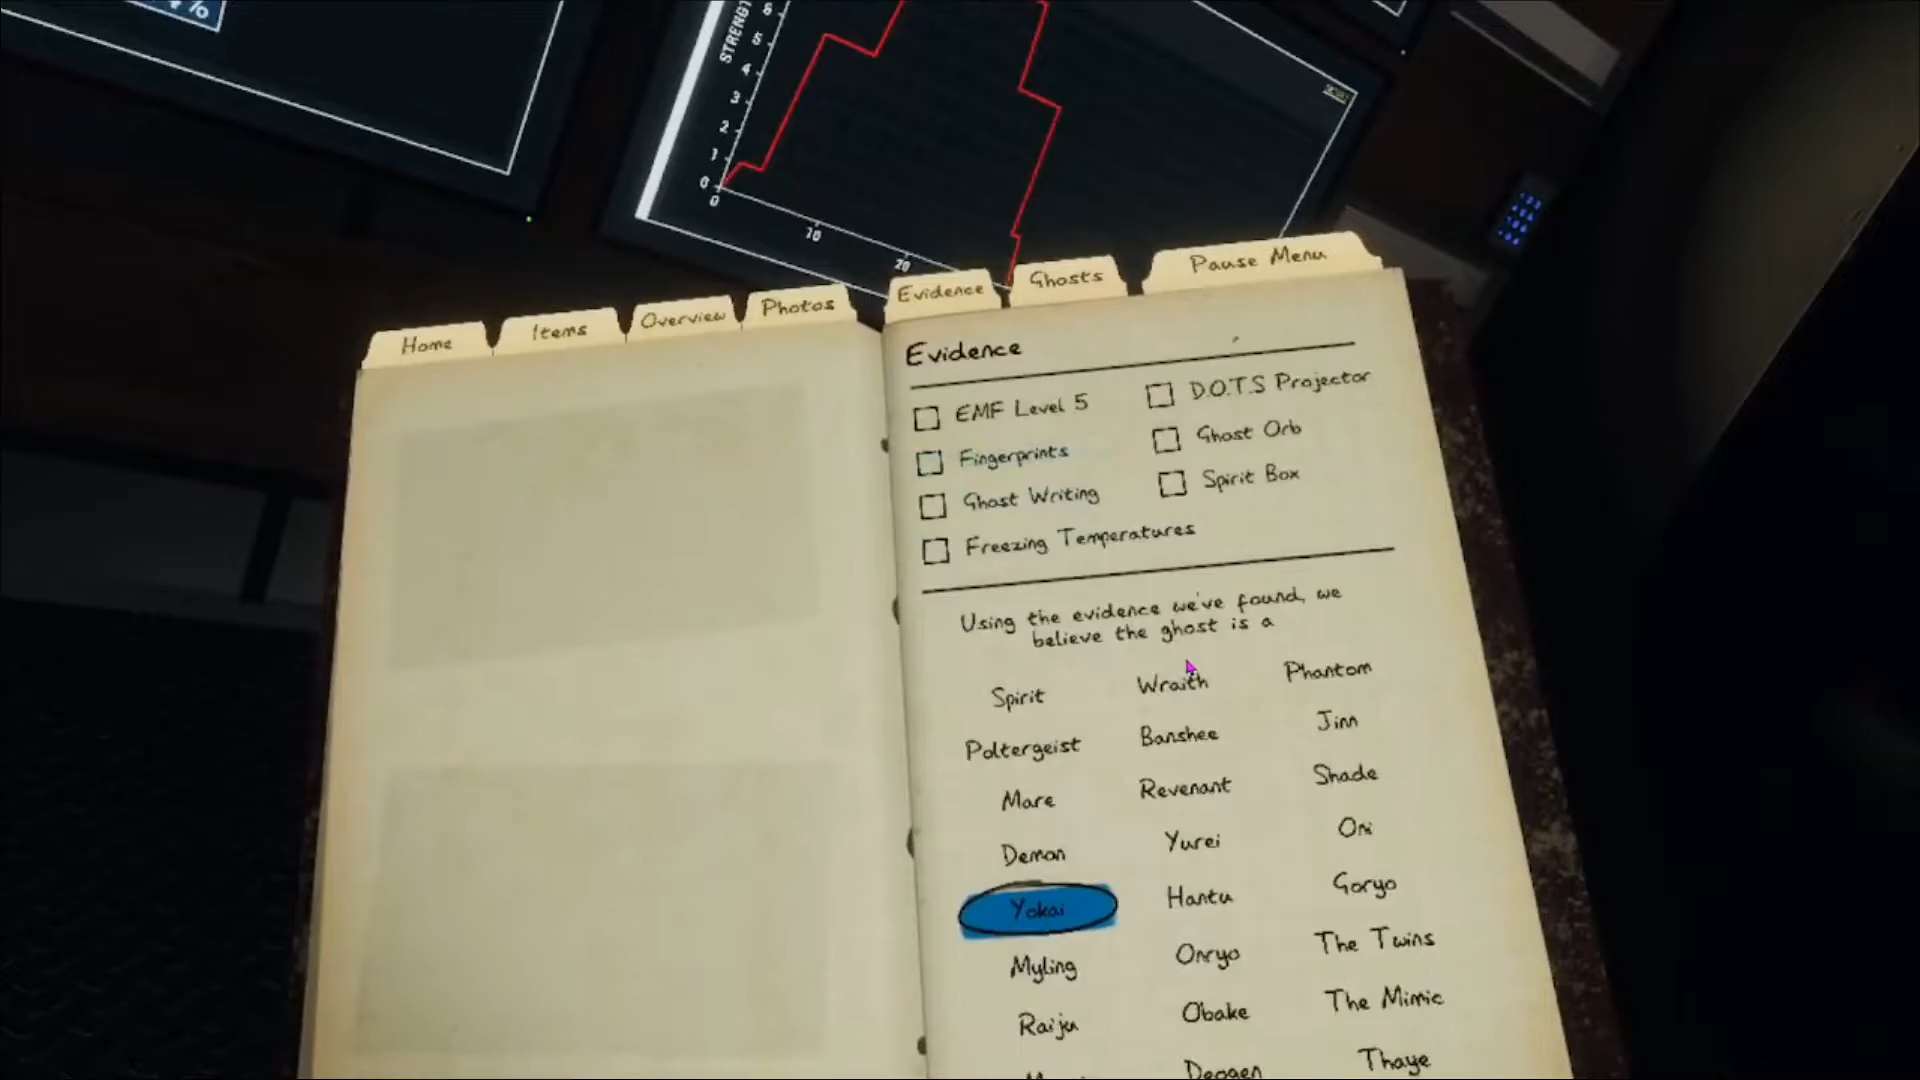 %
STRENGTH
6
5
4
3
2
1
0
0
10
20
Home
Items
Overview
Photos
Evidence
Ghosts
Pause Menu
Evidence
EMF Level 5
D.O.T.S Projector
Fingerprints
Ghost Orb
Ghost Writing
Spirit Box
Freezing Temperatures
Using the evidence we've found, we
believe the ghost is a
Spirit Wraith Phantom
Poltergeist Banshee Jinn
Mare Revenant Shade
Demon Yurei Oni
Yokai Hantu Goryo
Myling Onryo The Twins
Raiju Obake The Mimic
Deogen Thaye